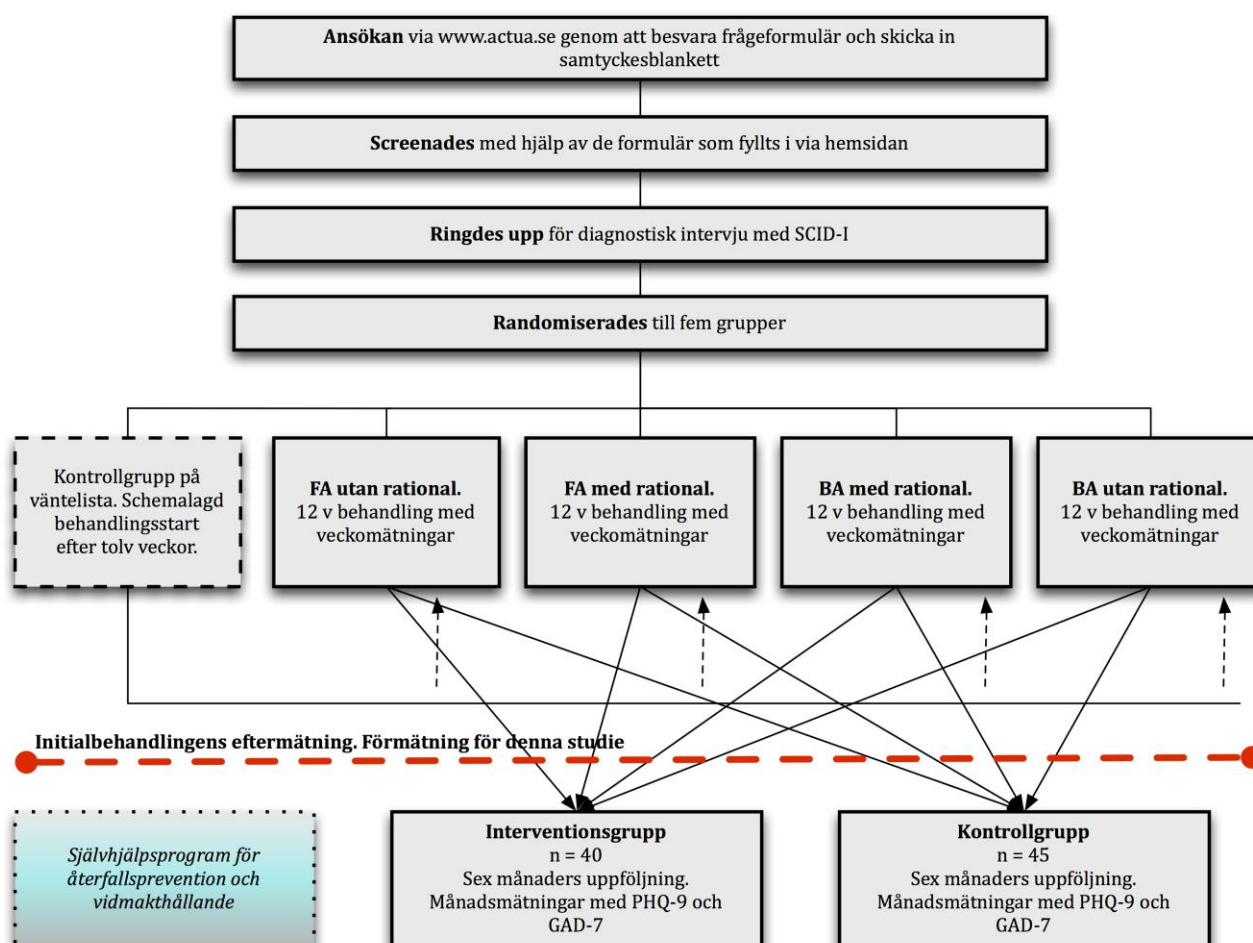 Ansökan via www.actua.se genom att besvara frågeformulär och skicka in
samtyckesblankett
Screenades med hjälp av de formulär som fyllts i via hemsidan
Ringdes upp för diagnostisk intervju med SCID-I
Randomiserades till fem grupper
Kontrollgrupp på
väntelista. Schemalagd
behandlingsstart
efter tolv veckor.
FA utan rational.
12 v behandling med
veckomätningar
FA med rational.
12 v behandling med
veckomätningar
BA med rational.
12 v behandling med
veckomätningar
BA utan rational.
12 v behandling med
veckomätningar
Initialbehandlingens eftermätning. Förmätning för denna studie
Självhjälpsprogram för
återfallsprevention och
vidmakthållande
Interventionsgrupp
n = 40
Sex månaders uppföljning.
Månadsmätningar med PHQ-9 och
GAD-7
Kontrollgrupp
n = 45
Sex månaders uppföljning.
Månadsmätningar med PHQ-9 och
GAD-7